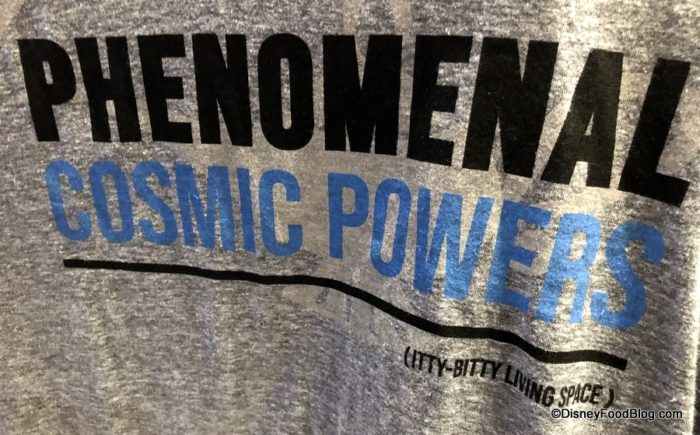 PHENOMENAL
COSMIC POWERS
(ITTY-BITTY LIVING SPACE)
©DisneyFoodBlog.com